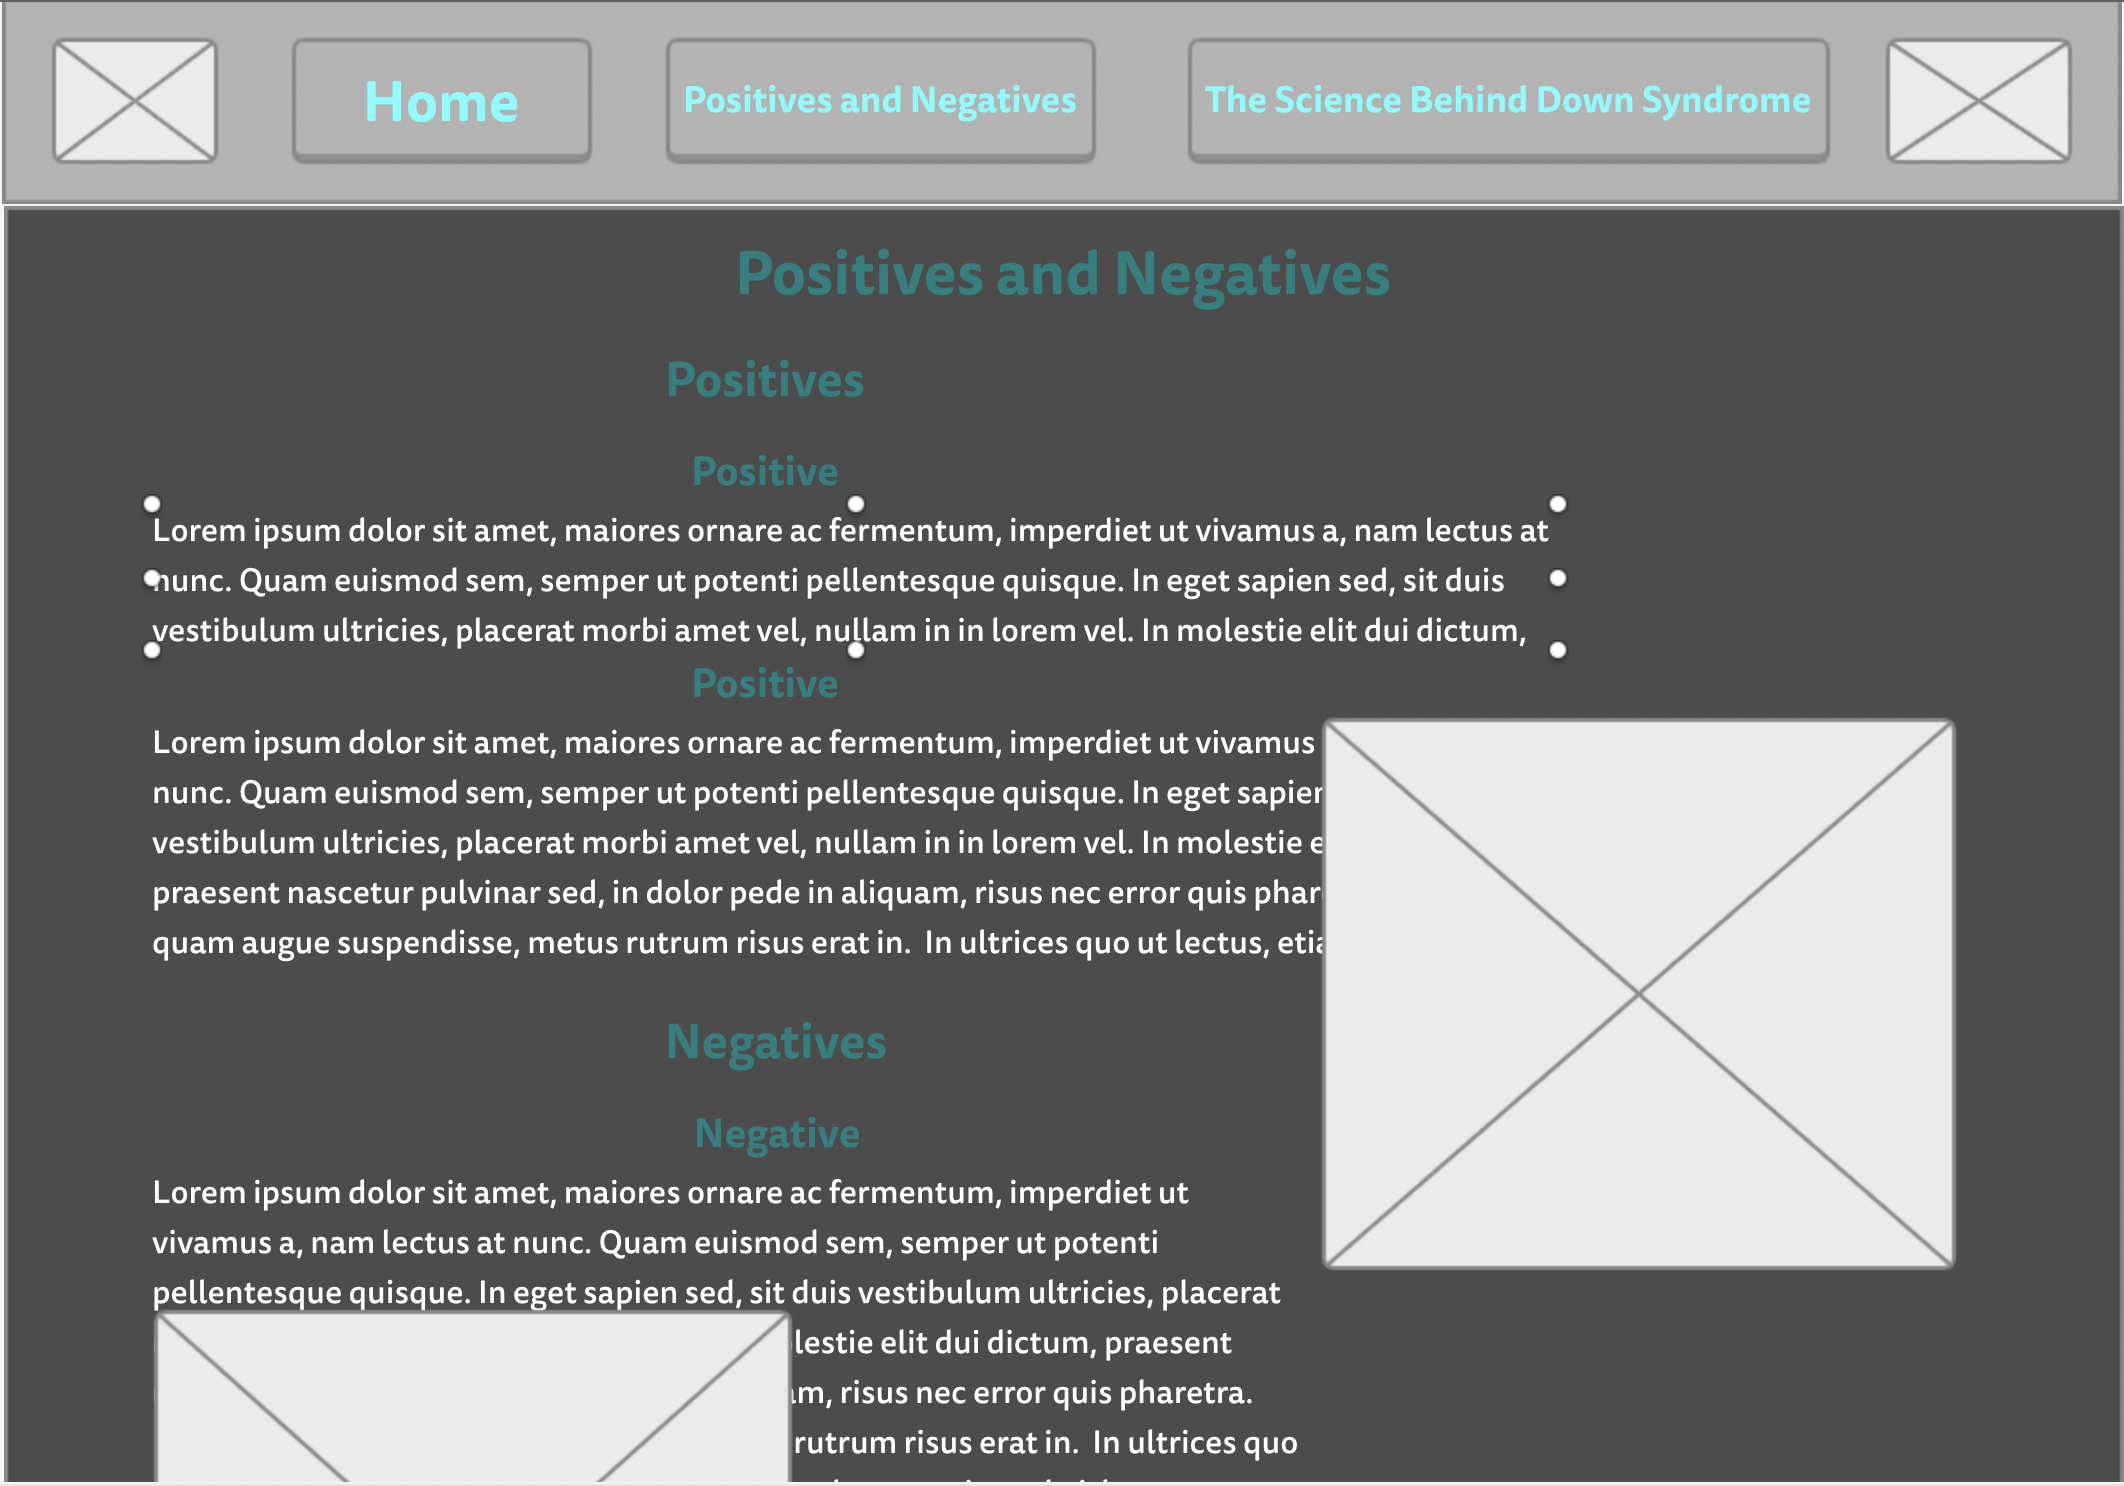 Home
Positives and Negatives
The Science Behind Down Syndrome
Positives and Negatives
Positives
Positive
Lorem ipsum dolor sit amet, maiores ornare ac fermentum, imperdiet ut vivamus a, nam lectus at
nunc. Quam euismod sem, semper ut potenti pellentesque quisque. In eget sapien sed, sit duis
vestibulum ultricies, placerat morbi amet vel, nullam in in lorem vel. In molestie elit dui dictum,
Positive
Lorem ipsum dolor sit amet, maiores ornare ac fermentum, imperdiet ut vivamus
nunc. Quam euismod sem, semper ut potenti pellentesque quisque. In eget
vestibulum ultricies, placerat morbi amet vel, nullam in in lorem vel. In molestie
praesent nascetur pulvinar sed, in dolor pede in aliquam, risus nec error quis
quam augue suspendisse, metus rutrum risus erat in. In ultrices quo ut lectus,
Negatives
Negative
Lorem ipsum dolor sit amet, maiores ornare ac fermentum, imperdiet ut
vivamus a, nam lectus at nunc. Quam euismod sem, semper ut potenti
pellentesque quisque. In eget sapien sed, sit duis vestibulum ultricies, placerat
elit dui dictum, praesent
risus nec error quis pharetra.
rutrum risus erat in. In ultrices quo